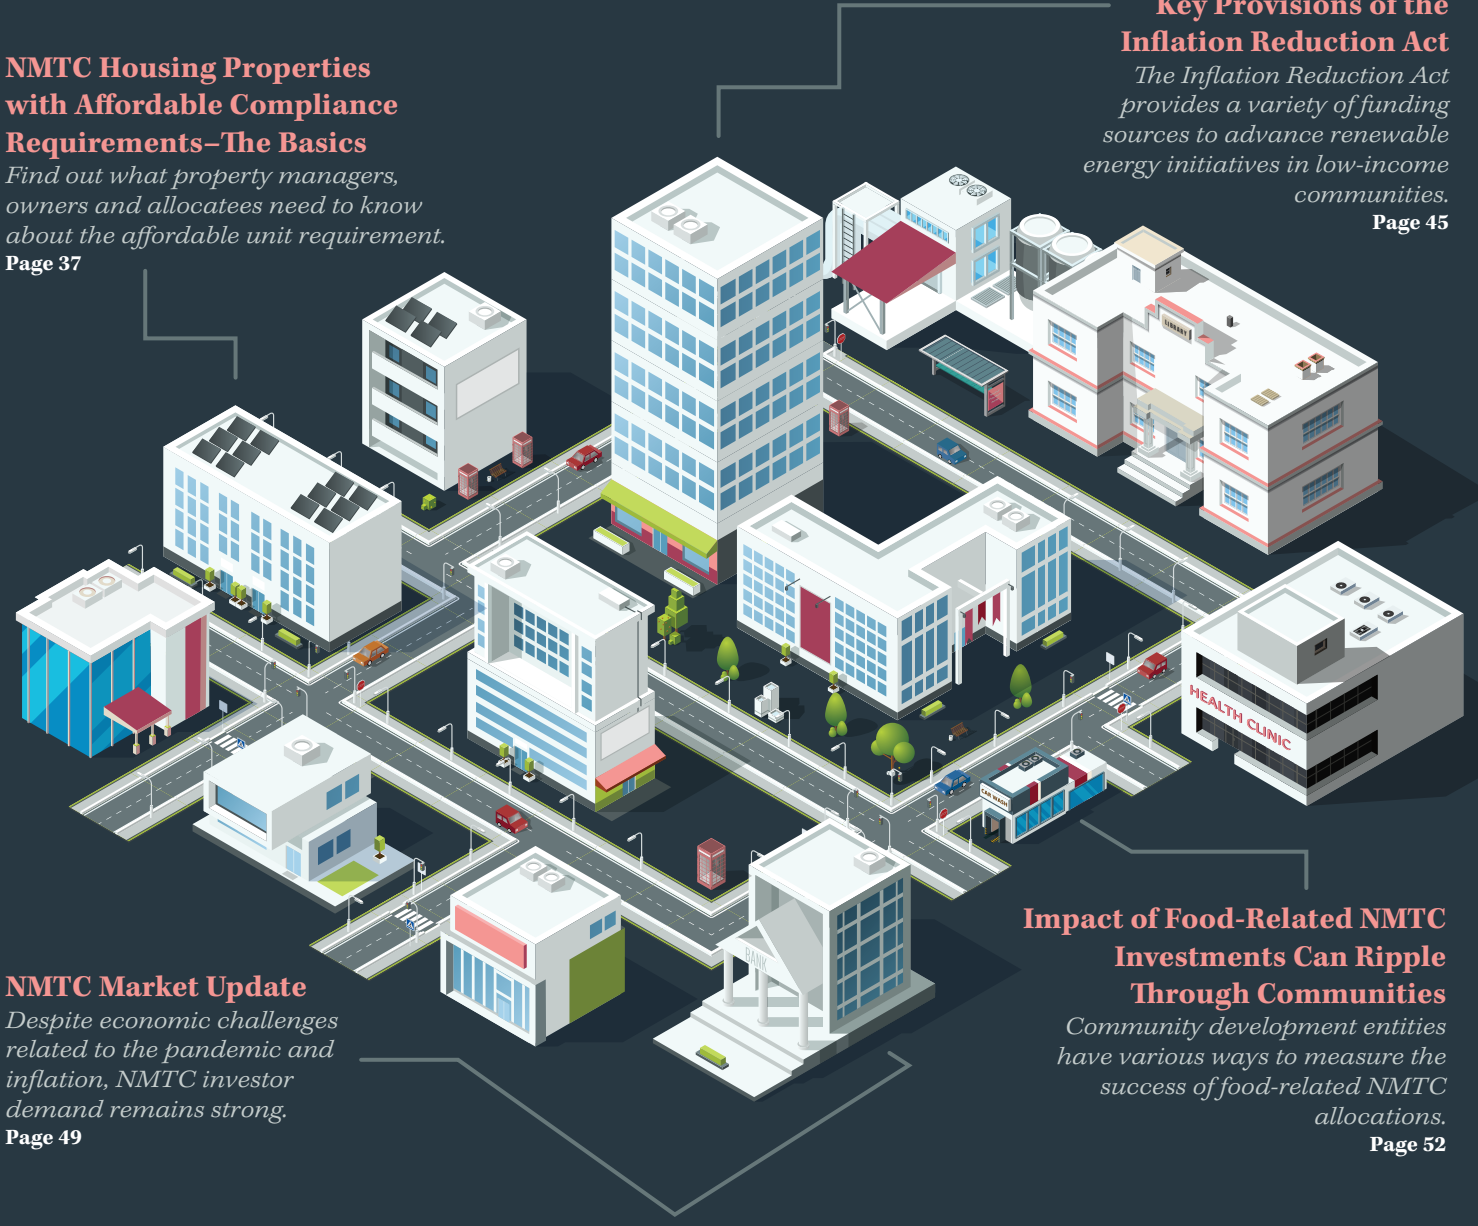 Key Provisions of the
Inflation Reduction Act
The Inflation Reduction Act
provides a variety of funding
sources to advance renewable
energy initiatives in low-income
communities.
Page 45
NMTC Housing Properties
with Affordable Compliance
Requirements–The Basics
Find out what property managers,
owners and allocatees need to know
about the affordable unit requirement.
Page 37
LIBRARY
HEALTH CLINIC
CAR WASH
BANK
Impact of Food-Related NMTC
Investments Can Ripple
Through Communities
Community development entities
have various ways to measure the
success of food-related NMTC
allocations.
Page 52
NMTC Market Update
Despite economic challenges
related to the pandemic and
inflation, NMTC investor
demand remains strong.
Page 49